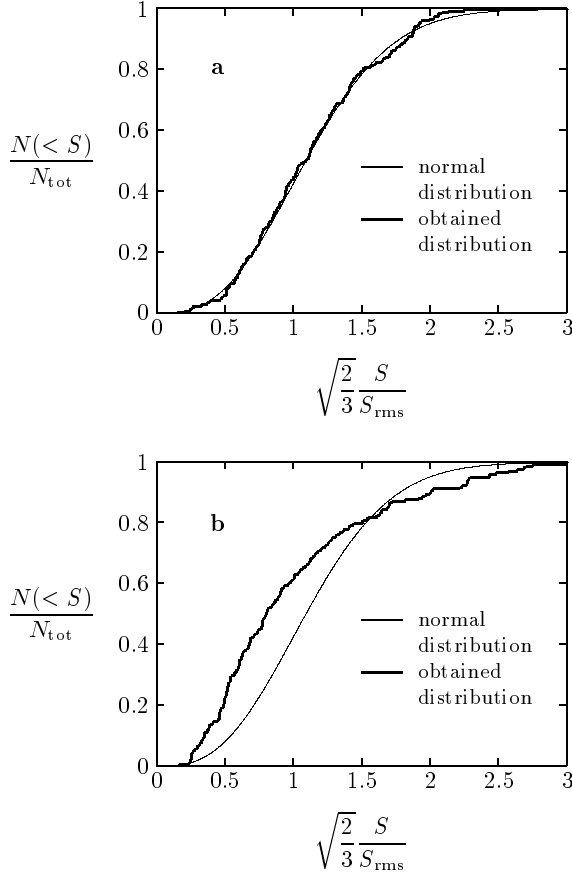 1
0.8
0.6
0.4
0.2
0
a
N(< S)
N_tot
normal
distribution
obtained
distribution
0 0.5 1 1.5 2 2.5 3
√2/3 S/S_rms
1
0.8
0.6
0.4
0.2
0
b
N(< S)
N_tot
normal
distribution
obtained
distribution
0 0.5 1 1.5 2 2.5 3
√2/3 S/S_rms